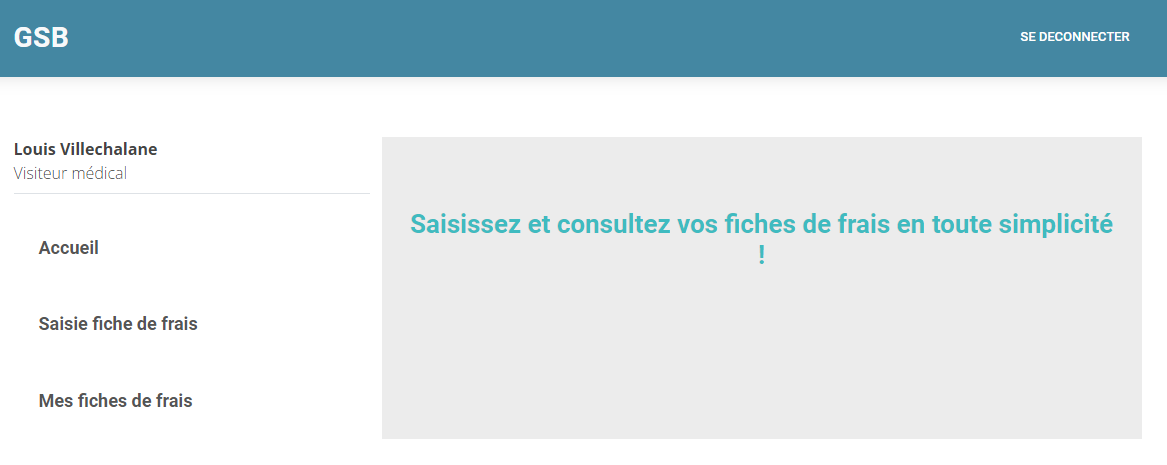 GSB
SE DECONNECTER
Louis Villechalane
Visiteur médical
Accueil
Saisie fiche de frais
Mes fiches de frais
Saisissez et consultez vos fiches de frais en toute simplicité
!